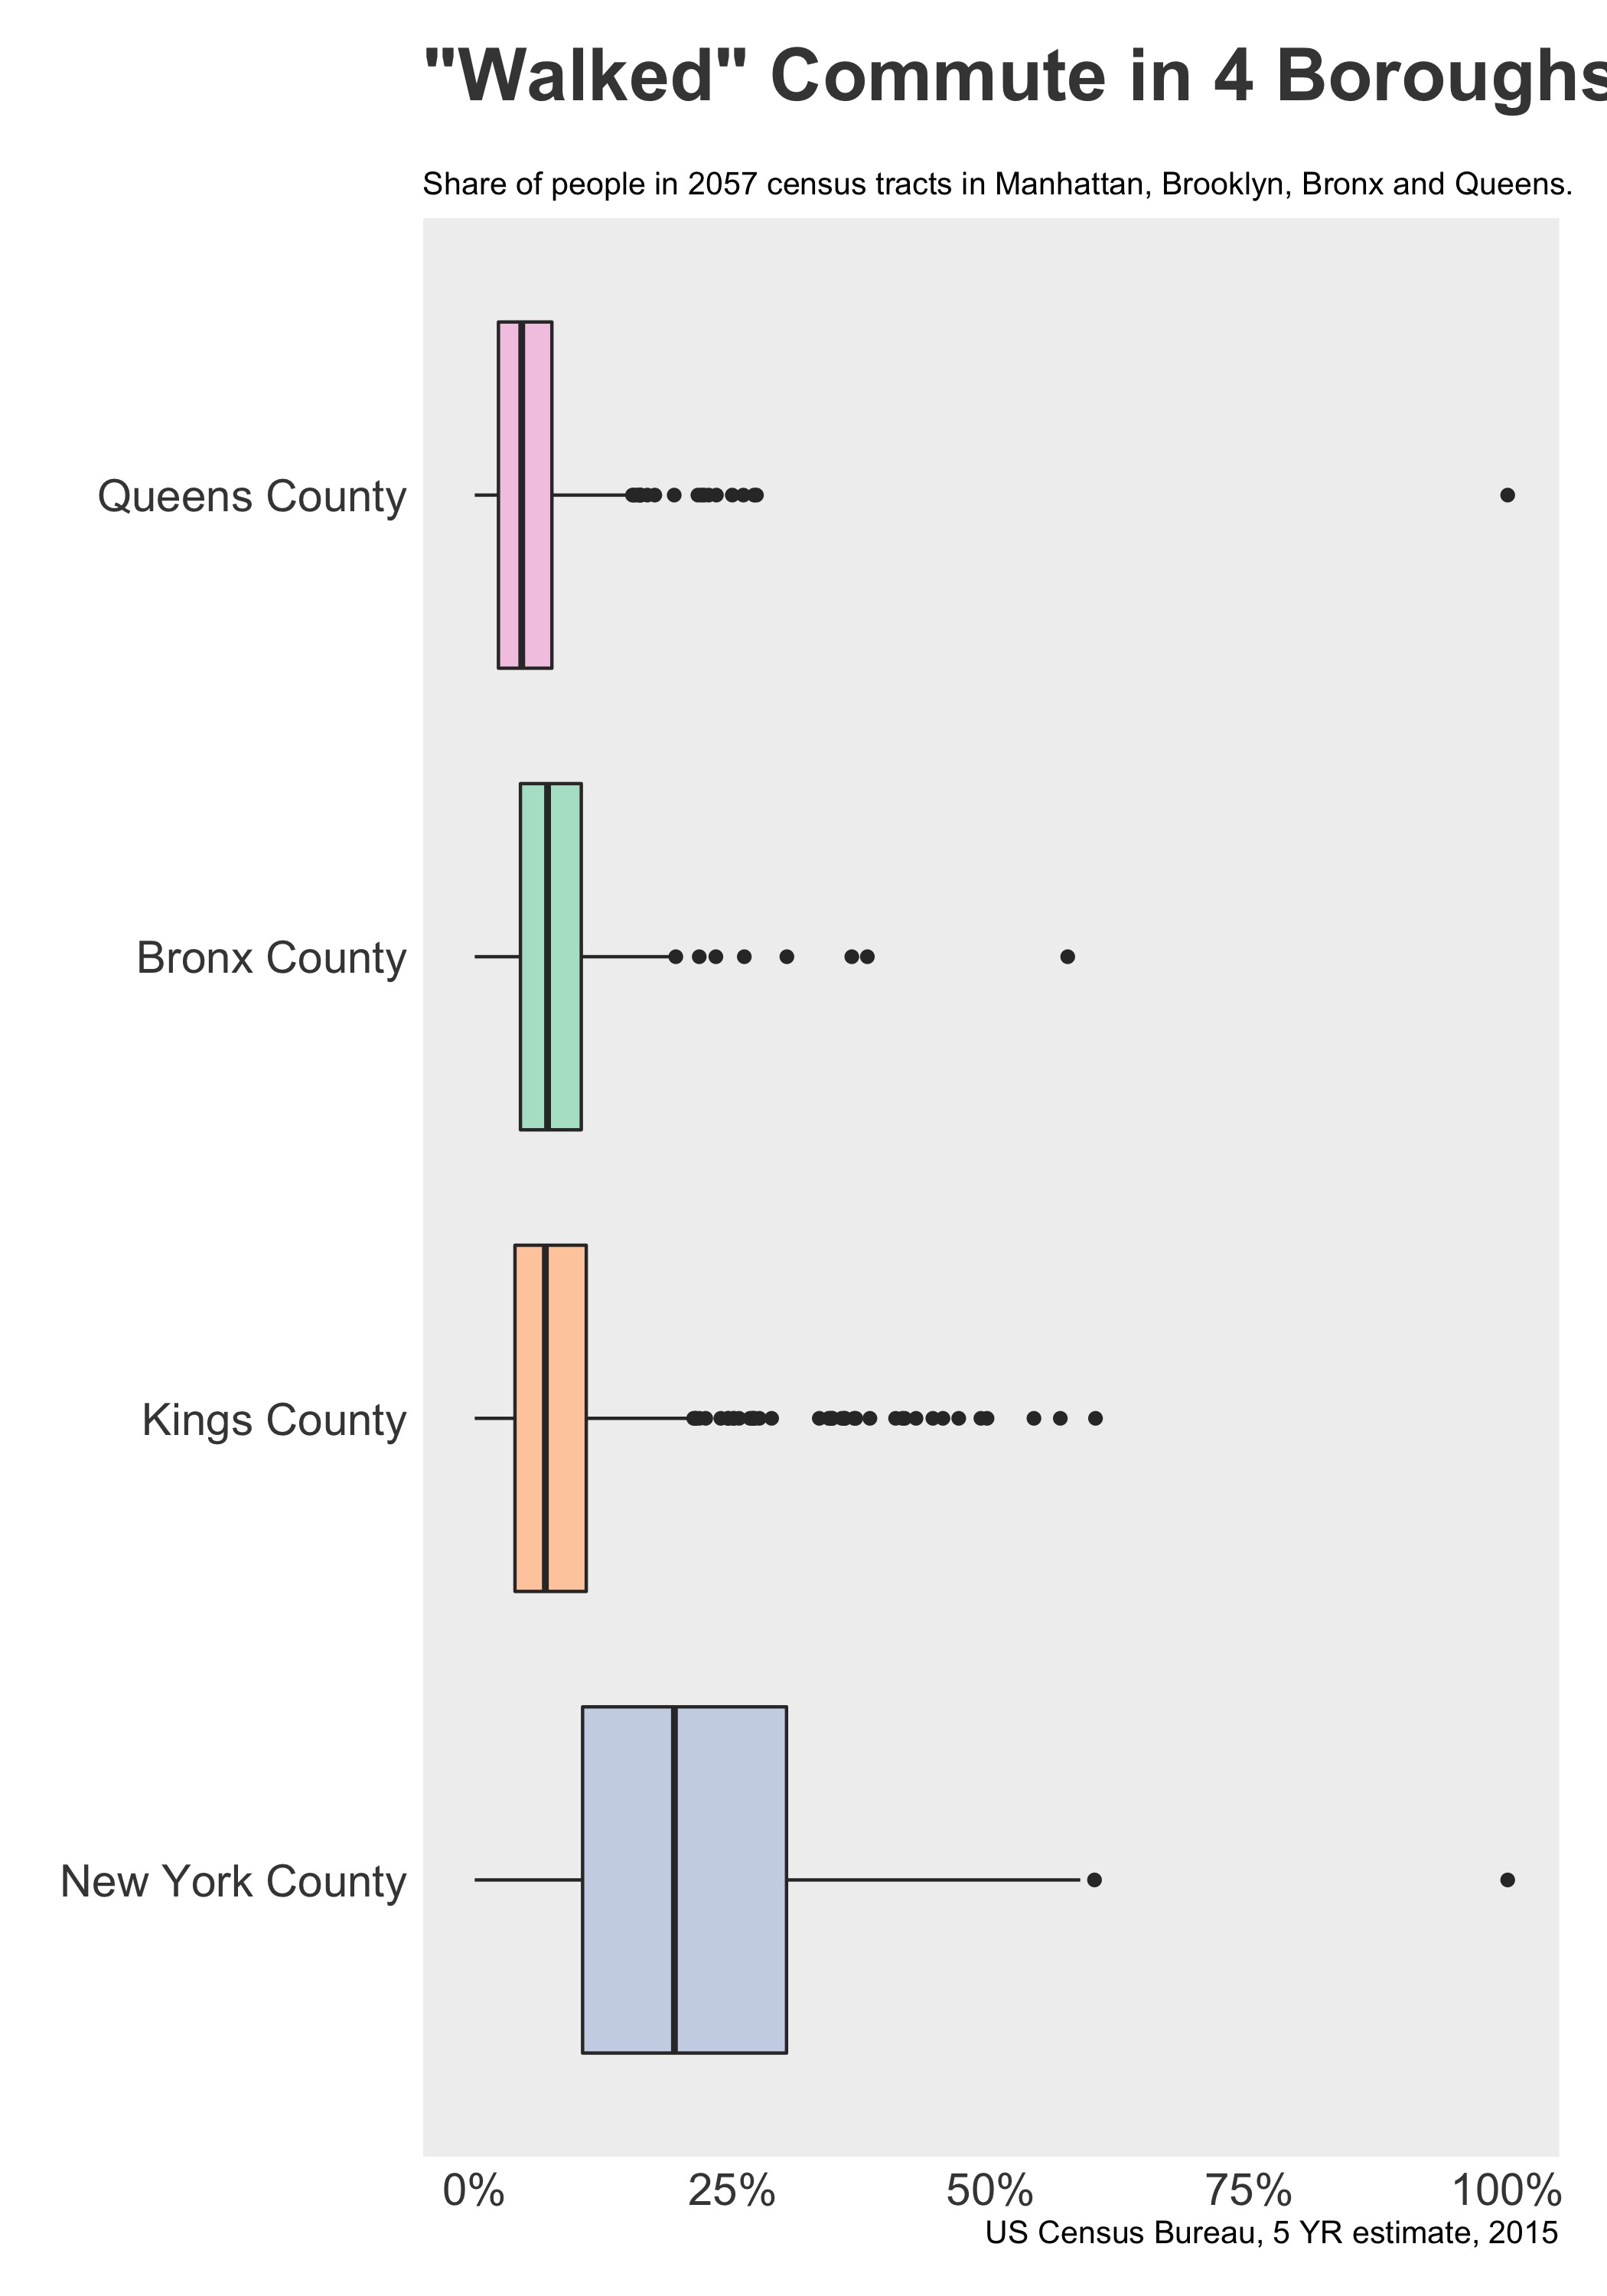 "Walked" Commute in 4 Boroughs
Share of people in 2057 census tracts in Manhattan, Brooklyn, Bronx and Queens.
Queens County
Bronx County
Kings County
New York County
0% 25% 50% 75% 100%
US Census Bureau, 5 YR estimate, 2015